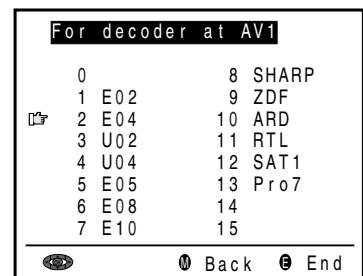 For decoder at AV1
0
1 E02
2 E04
3 U02
4 U04
5 E05
6 E08
7 E10
8 SHARP
9 ZDF
10 ARD
11 RTL
12 SAT1
13 Pro7
14
15
M Back E End